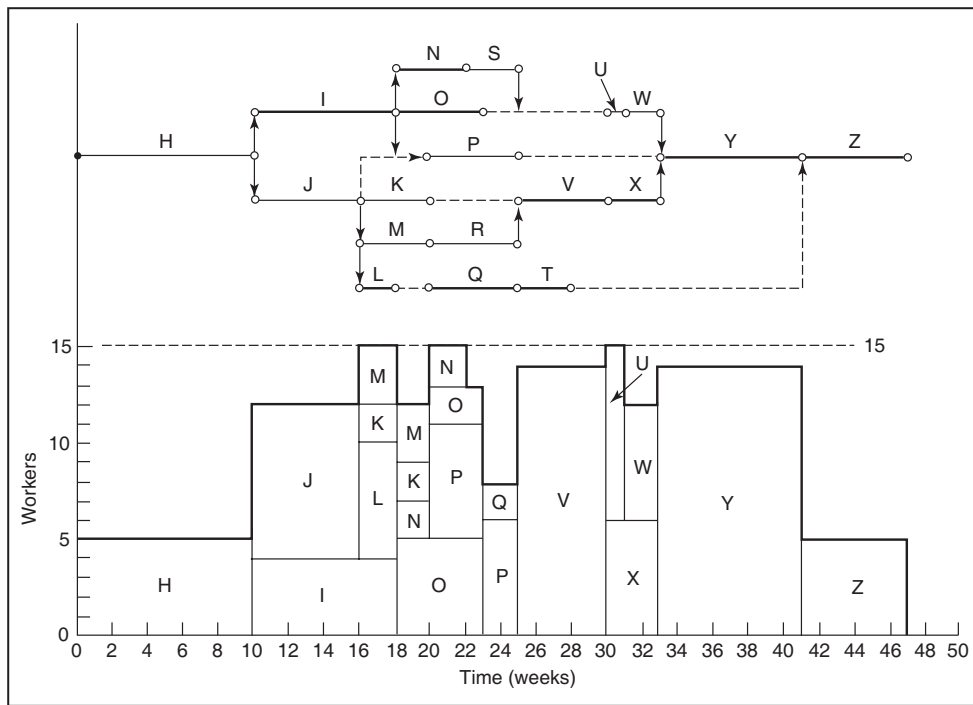 N S
U
I O W
H P Y Z
J K V X
M R
L Q T
15 15
M N U
K O
10 M
J L P W
K V Y
N Q
5
H I O P X Z
Workers
0
0 2 4 6 8 10 12 14 16 18 20 22 24 26 28 30 32 34 36 38 40 42 44 46 48 50
Time (weeks)